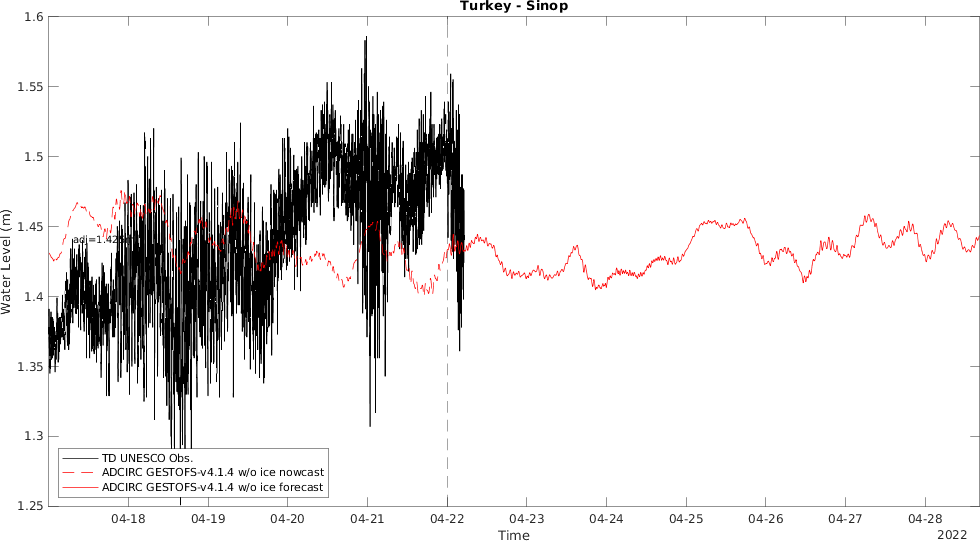 Turkey - Sinop
1.6
1.55
1.5
1.45
1.4
1.35
1.3
1.25
Water Level (m)
TD UNESCO Obs.
ADCIRC GESTOFS-v4.1.4 w/o ice nowcast
ADCIRC GESTOFS-v4.1.4 w/o ice forecast
04-18 04-19 04-20 04-21 04-22 04-23 04-24 04-25 04-26 04-27 04-28
Time
2022